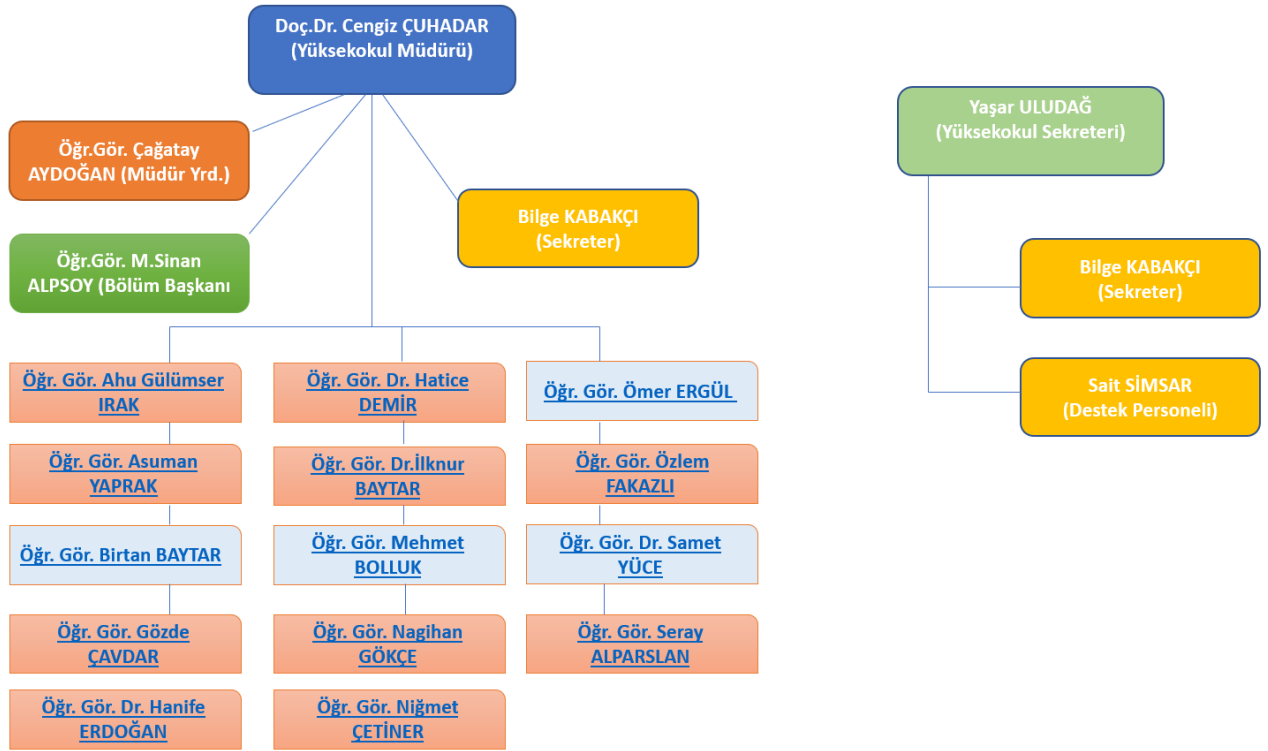 Doç.Dr. Cengiz ÇUHADAR
(Yüksekokul Müdürü)
Öğr.Gör. Çağatay
AYDOĞAN (Müdür Yrd.)
Öğr.Gör. M.Sinan
ALPSOY (Bölüm Başkanı
Bilge KABAKÇI
(Sekreter)
Öğr. Gör. Ahu Gülümser
IRAK
Öğr. Gör. Asuman
YAPRAK
Öğr. Gör. Birtan BAYTAR
Öğr. Gör. Gözde
ÇAVDAR
Öğr. Gör. Dr. Hanife
ERDOĞAN
Öğr. Gör. Dr. Hatice
DEMİR
Öğr. Gör. Dr.İlknur
BAYTAR
Öğr. Gör. Mehmet
BOLLUK
Öğr. Gör. Nagihan
GÖKÇE
Öğr. Gör. Niğmet
ÇETİNER
Öğr. Gör. Ömer ERGÜL
Öğr. Gör. Özlem
FAKAZLI
Öğr. Gör. Dr. Samet
YÜCE
Öğr. Gör. Seray
ALPARSLAN
Yaşar ULUDAĞ
(Yüksekokul Sekreteri)
Bilge KABAKÇI
(Sekreter)
Sait SİMSAR
(Destek Personeli)